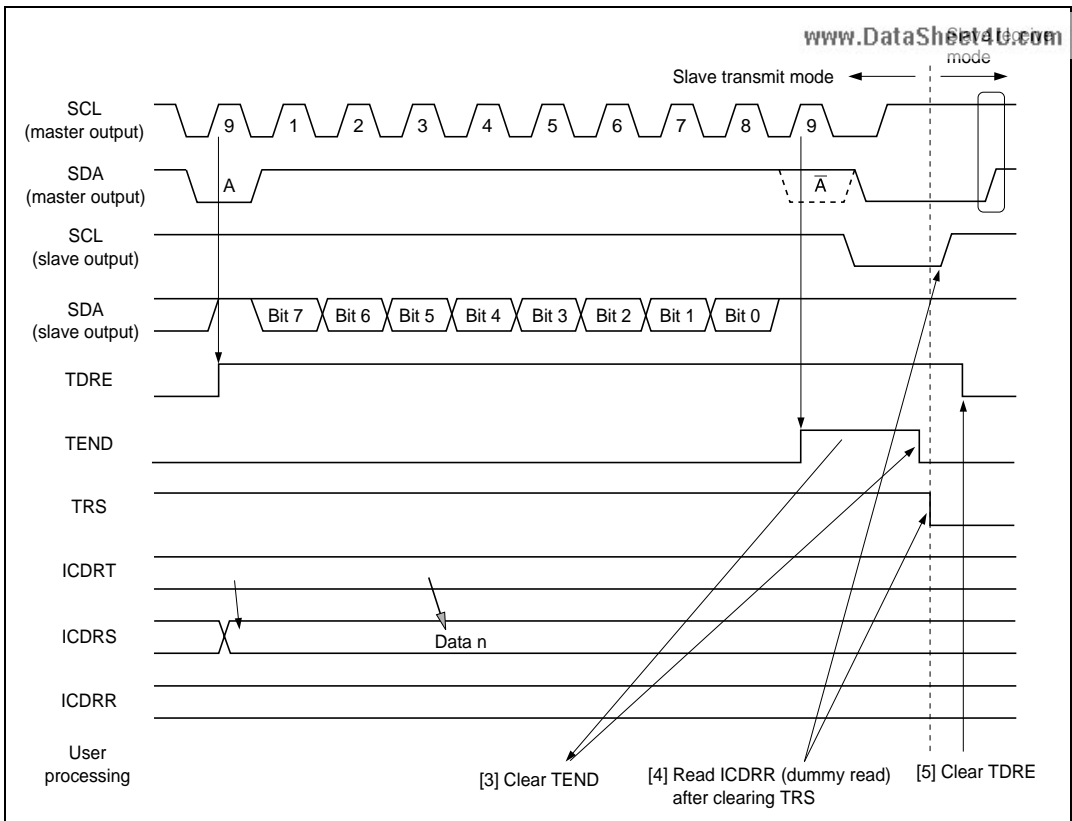 www.DataSheet4U.com
Slave receive
mode
Slave transmit mode
SCL
(master output)
9 1 2 3 4 5 6 7 8 9
SDA
(master output)
A A
SCL
(slave output)
SDA
(slave output)
Bit 7 Bit 6 Bit 5 Bit 4 Bit 3 Bit 2 Bit 1 Bit 0
TDRE
TEND
TRS
ICDRT
ICDRS
Data n
ICDRR
User
processing
[3] Clear TEND
[4] Read ICDRR (dummy read)
after clearing TRS
[5] Clear TDRE